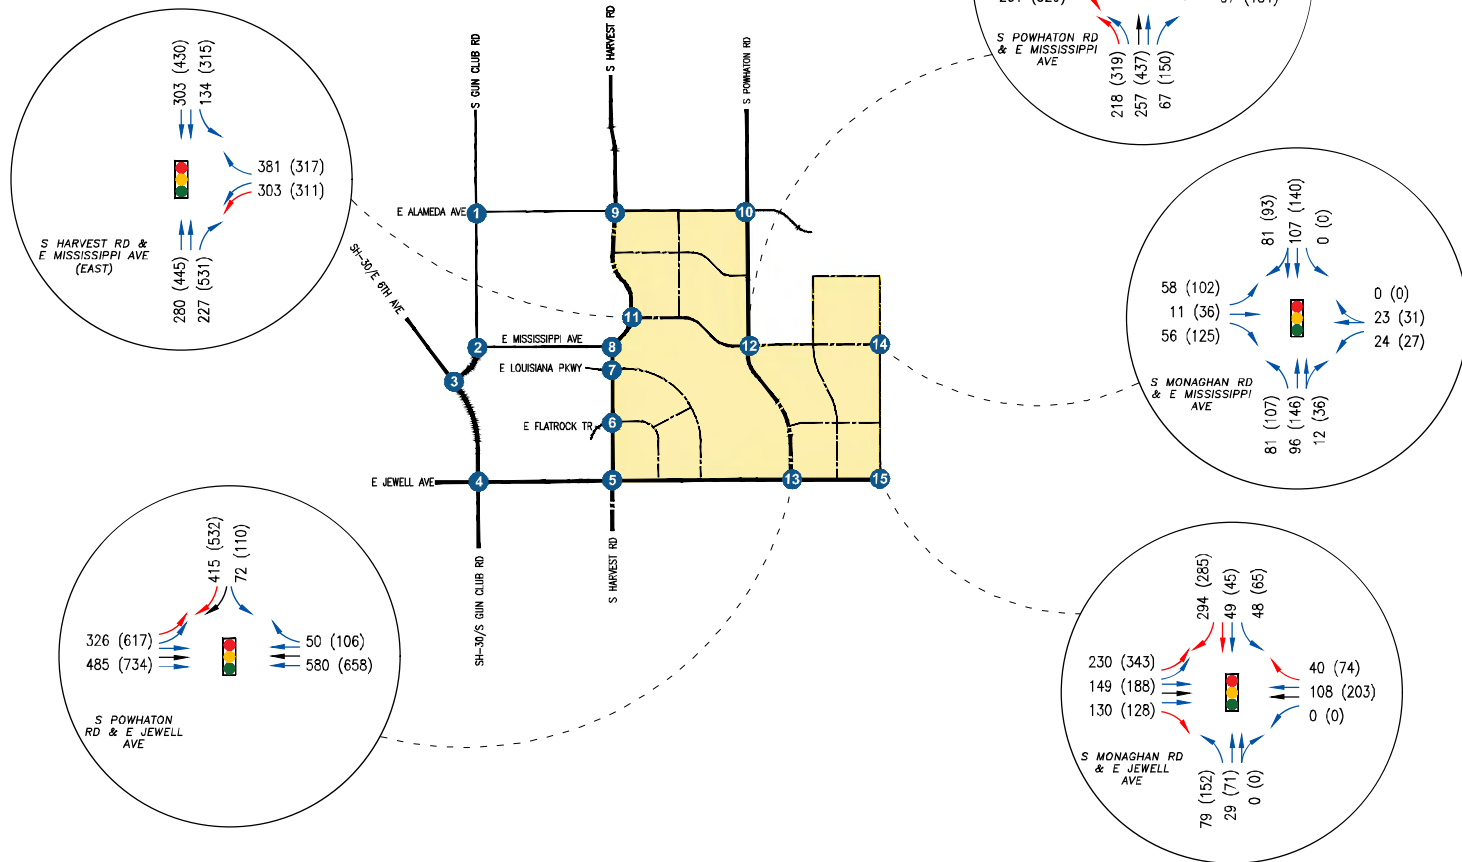 303 (430)
134 (315)
381 (317)
303 (311)
280 (445)
227 (531)
S HARVEST RD &
E MISSISSIPPI AVE
(EAST)
S GUN CLUB RD
S HARVEST RD
S POWHATON RD
E ALAMEDA AVE
SH-30/E 6TH AVE
E MISSISSIPPI AVE
E LOUISIANA PKWY
E FLATROCK TR
E JEWELL AVE
SH-30/S GUN CLUB RD
S HARVEST RD
1
9
10
11
2
8
12
14
3
7
6
4
5
13
15
S POWHATON RD
& E MISSISSIPPI
AVE
218 (319)
257 (437)
67 (150)
81 (93)
107 (140)
0 (0)
58 (102)
11 (36)
56 (125)
0 (0)
23 (31)
24 (27)
81 (107)
96 (146)
12 (36)
S MONAGHAN RD
& E MISSISSIPPI
AVE
415 (532)
72 (110)
326 (617)
485 (734)
50 (106)
580 (658)
S POWHATON
RD & E JEWELL
AVE
294 (285)
49 (45)
48 (65)
230 (343)
149 (188)
130 (128)
40 (74)
108 (203)
0 (0)
79 (152)
29 (71)
0 (0)
S MONAGHAN RD
& E JEWELL
AVE